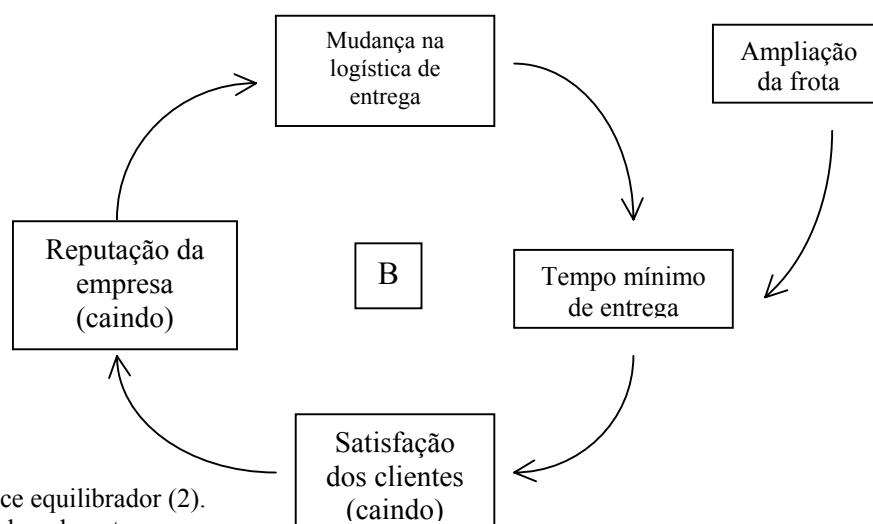 Mudança na
logística de
entrega
Ampliação
da frota
Reputação da
empresa
(caindo)
B
Tempo mínimo
de entrega
Satisfação
dos clientes
(caindo)
equilibrador (2).